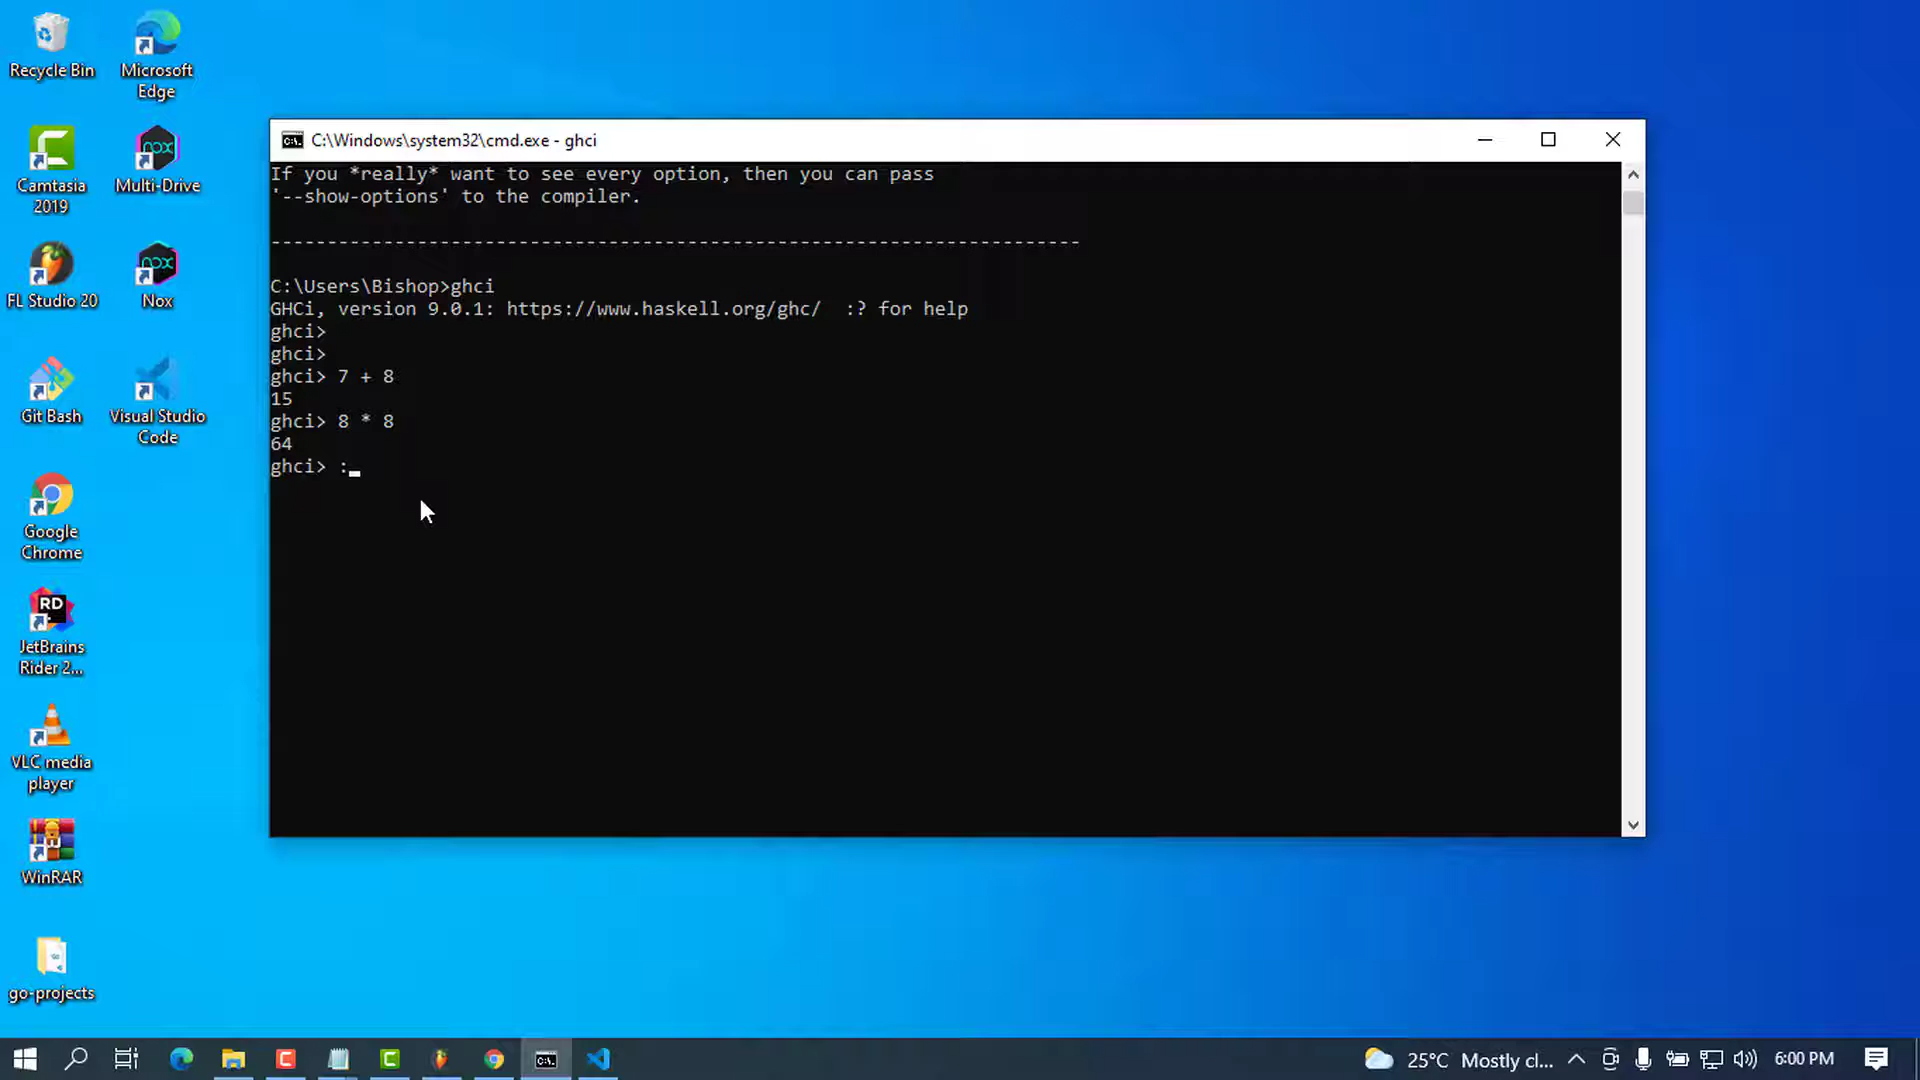 Recycle Bin
Microsoft
Edge
Camtasia
2019
Multi-Drive
FL Studio 20
Nox
Git Bash
Visual Studio
Code
Google
Chrome
RD
JetBrains
Rider 2...
VLC media
player
WinRAR
go-projects
C:\Windows\system32\cmd.exe - ghci
If you *really* want to see every option, then you can pass
'--show-options' to the compiler.
------------------------------------------------------------------------
C:\Users\Bishop>ghci
GHCi, version 9.0.1: https://www.haskell.org/ghc/  :? for help
ghci>
ghci>
ghci> 7 + 8
15
ghci> 8 * 8
64
ghci> :_
25°C Mostly cl...
6:00 PM